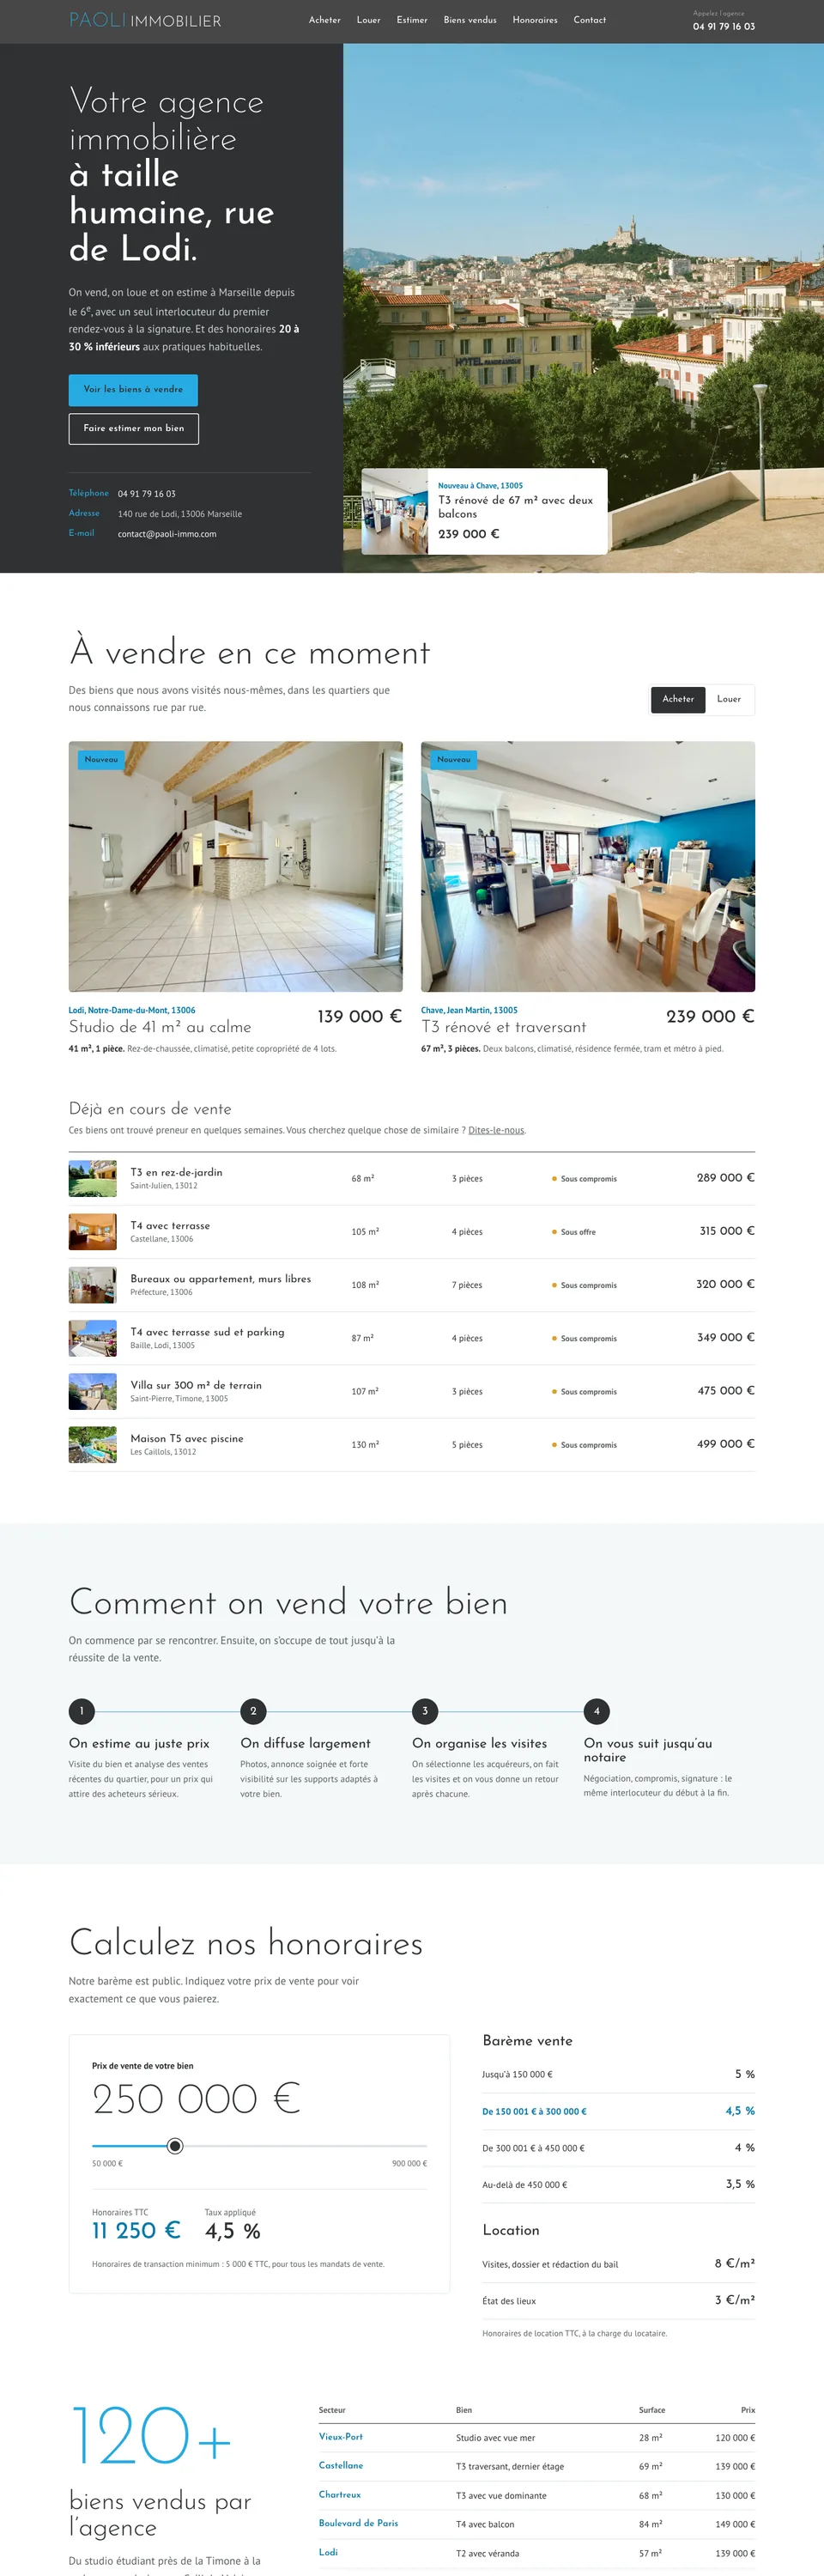 PAOLI IMMOBILIER
Acheter Louer Estimer Biens vendus Honoraires Contact
Appelez l'agence
04 91 79 16 03
Votre agence
immobilière
à taille
humaine, rue
de Lodi.
On vend, on loue et on estime à Marseille depuis
le 6e, avec un seul interlocuteur du premier
rendez-vous à la signature. Et des honoraires 20 à
30 % inférieurs aux pratiques habituelles.
Voir les biens à vendre
Faire estimer mon bien
Téléphone 04 91 79 16 03
Adresse 140 rue de Lodi, 13006 Marseille
E-mail contact@paoli-immo.com
HOTEL
Nouveau à Chave, 13005
T3 rénové de 67 m² avec deux
balcons
239 000 €
À vendre en ce moment
Des biens que nous avons visités nous-mêmes, dans les quartiers que
nous connaissons rue par rue.
Acheter Louer
Nouveau
Nouveau
Lodi, Notre-Dame-du-Mont, 13006
Studio de 41 m² au calme
139 000 €
41 m², 1 pièce. Rez-de-chaussée, climatisé, petite copropriété de 4 lots.
Chave, Jean Martin, 13005
T3 rénové et traversant
239 000 €
67 m², 3 pièces. Deux balcons, climatisé, résidence fermée, tram et métro à pied.
Déjà en cours de vente
Ces biens ont trouvé preneur en quelques semaines. Vous cherchez quelque chose de similaire ? Dites-le-nous.
T3 en rez-de-jardin
Saint-Julien, 13012
68 m² 3 pièces Sous compromis 289 000 €
T4 avec terrasse
Castellane, 13006
105 m² 4 pièces Sous offre 315 000 €
Bureaux ou appartement, murs libres
Préfecture, 13006
108 m² 7 pièces Sous compromis 320 000 €
T4 avec terrasse sud et parking
Baille, Lodi, 13005
87 m² 4 pièces Sous compromis 349 000 €
Villa sur 300 m² de terrain
Saint-Pierre, Timone, 13005
107 m² 3 pièces Sous compromis 475 000 €
Maison T5 avec piscine
Les Caillols, 13012
130 m² 5 pièces Sous compromis 499 000 €
Comment on vend votre bien
On commence par se rencontrer. Ensuite, on s'occupe de tout jusqu'à la
réussite de la vente.
1
On estime au juste prix
Visite du bien et analyse des ventes
récentes du quartier, pour un prix qui
attire des acheteurs sérieux.
2
On diffuse largement
Photos, annonce soignée et forte
visibilité sur les supports adaptés à
votre bien.
3
On organise les visites
On sélectionne les acquéreurs, on fait
les visites et on vous donne un retour
après chacune.
4
On vous suit jusqu'au
notaire
Négociation, compromis, signature : le
même interlocuteur du début à la fin.
Calculez nos honoraires
Notre barème est public. Indiquez votre prix de vente pour voir
exactement ce que vous paierez.
Prix de vente de votre bien
250 000 €
50 000 € 900 000 €
Honoraires TTC
11 250 €
Taux appliqué
4,5 %
Honoraires de transaction minimum : 5 000 € TTC, pour tous les mandats de vente.
Barème vente
Jusqu'à 150 000 € 5 %
De 150 001 € à 300 000 € 4,5 %
De 300 001 € à 450 000 € 4 %
Au-delà de 450 000 € 3,5 %
Location
Visites, dossier et rédaction du bail 8 €/m²
État des lieux 3 €/m²
Honoraires de location TTC, à la charge du locataire.
120+
biens vendus par
l'agence
Du studio étudiant près de la Timone à la
Secteur Bien Surface Prix
Vieux-Port Studio avec vue mer 28 m² 120 000 €
Castellane T3 traversant, dernier étage 69 m² 139 000 €
Chartreux T3 avec vue dominante 68 m² 130 000 €
Boulevard de Paris T4 avec balcon 84 m² 149 000 €
Lodi T2 avec véranda 57 m² 139 000 €